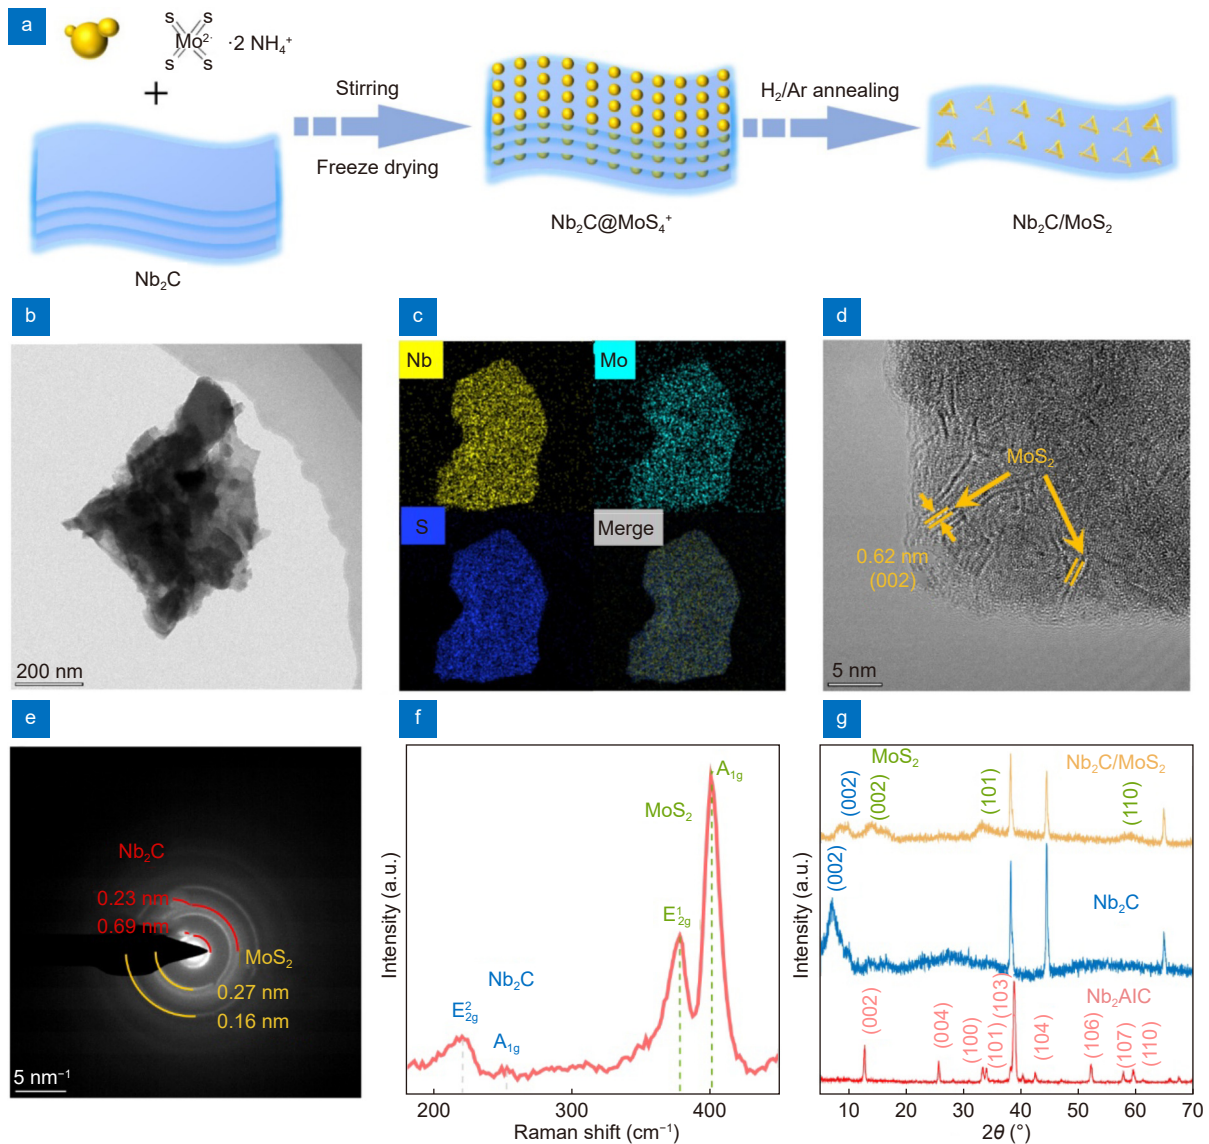 a
S S
Mo²⁻ ·2 NH₄⁺
S S
+
Stirring
Freeze drying
H₂/Ar annealing
Nb₂C
Nb₂C@MoS₄⁺
Nb₂C/MoS₂
b
200 nm
c
Nb
Mo
S
Merge
d
MoS₂
0.62 nm
(002)
5 nm
e
Nb₂C
0.23 nm
0.69 nm
MoS₂
0.27 nm
0.16 nm
5 nm⁻¹
f
A₁g
MoS₂
E¹₂g
Nb₂C
E²₂g
A₁g
Intensity (a.u.)
200 300 400
Raman shift (cm⁻¹)
g
MoS₂
Nb₂C/MoS₂
(002)
(002)
(101)
(110)
(002)
Nb₂C
Nb₂AlC
(002)
(004)
(100)
(101)
(103)
(104)
(106)
(107)
(110)
Intensity (a.u.)
10 20 30 40 50 60 70
2θ (°)